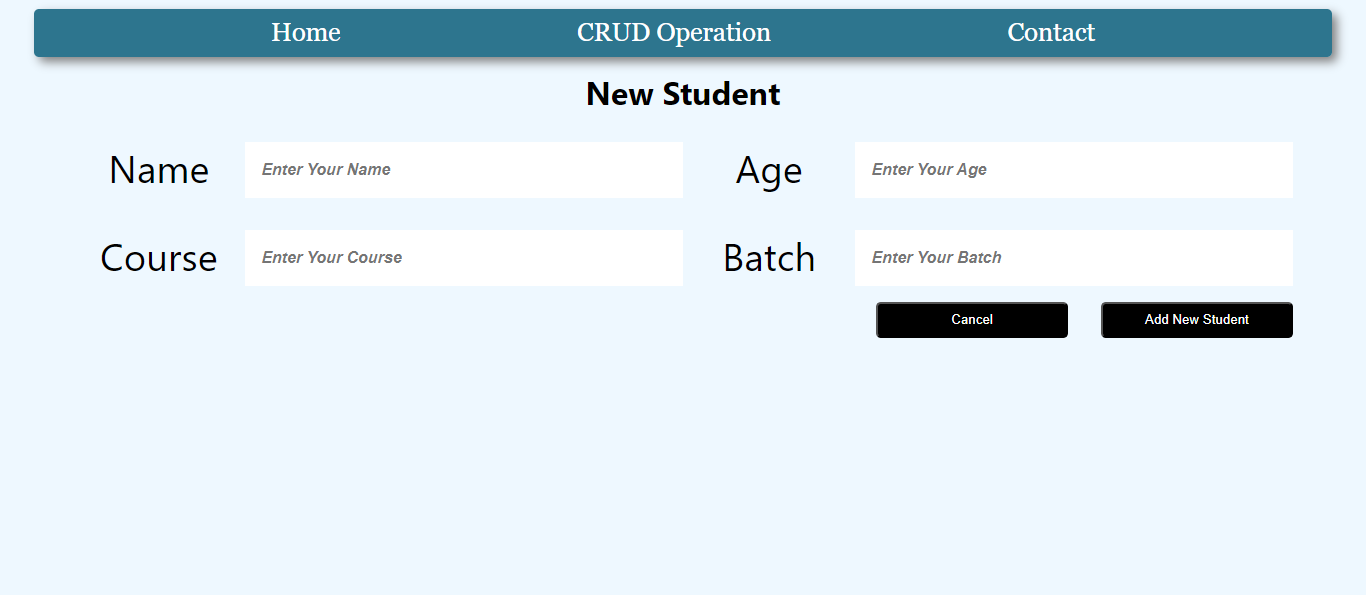 Home CRUD Operation Contact
New Student
Name Enter Your Name Age Enter Your Age
Course Enter Your Course Batch Enter Your Batch
Cancel Add New Student